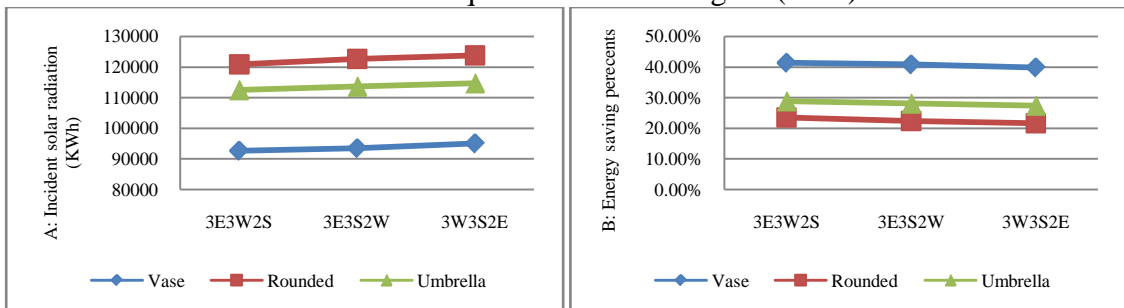 A: Incident solar radiation
(KWh)
130000
120000
110000
100000
90000
80000
3E3W2S 3E3S2W 3W3S2E
Vase Rounded Umbrella
B: Energy saving perecents
50.00%
40.00%
30.00%
20.00%
10.00%
0.00%
3E3W2S 3E3S2W 3W3S2E
Vase Rounded Umbrella